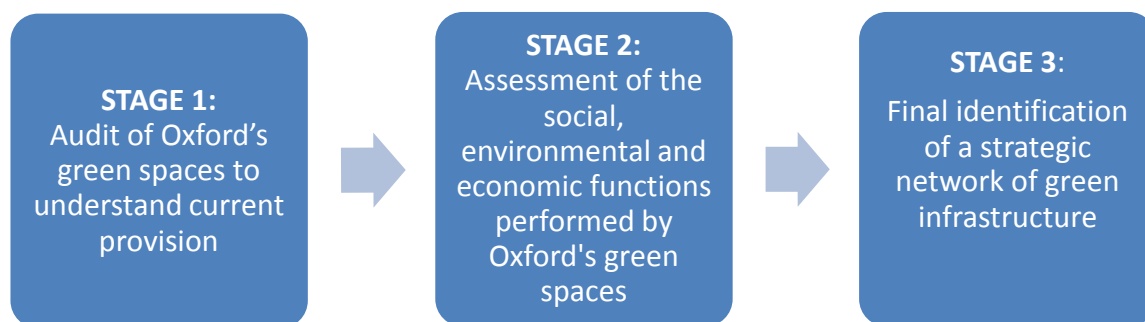 STAGE 1:
Audit of Oxford’s
green spaces to
understand current
provision
STAGE 2:
Assessment of the
social,
environmental and
economic functions
performed by
Oxford's green
spaces
STAGE 3:
Final identification
of a strategic
network of green
infrastructure